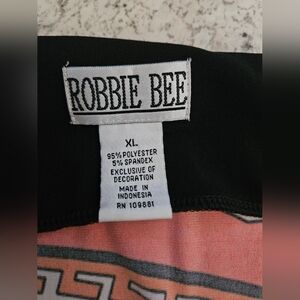 ROBBIE BEE
XL
95% POLYESTER
5% SPANDEX
EXCLUSIVE OF
DECORATION
MADE IN
INDONESIA
RN 109881